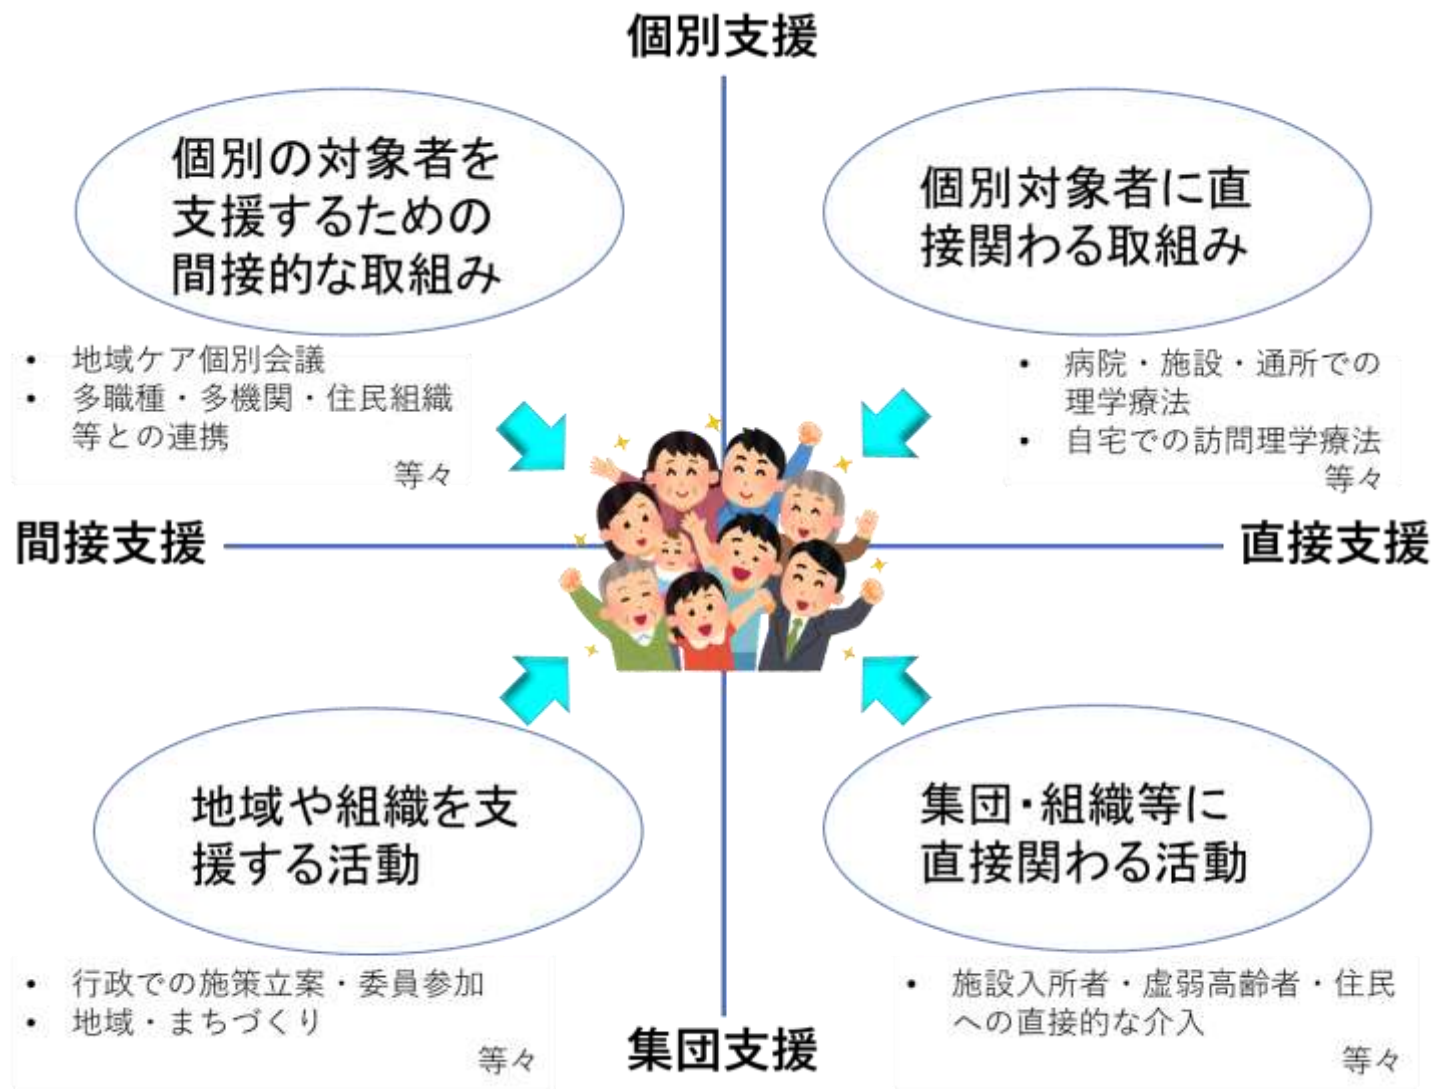 個別支援
個別の対象者を
支援するための
間接的な取組み
個別対象者に直
接関わる取組み
• 地域ケア個別会議
• 多職種・多機関・住民組織
等との連携
等々
• 病院・施設・通所での
理学療法
• 自宅での訪問理学療法
等々
間接支援
直接支援
地域や組織を支
援する活動
集団・組織等に
直接関わる活動
• 行政での施策立案・委員参加
• 地域・まちづくり
等々
• 施設入所者・虚弱高齢者・住民
への直接的な介入
等々
集団支援